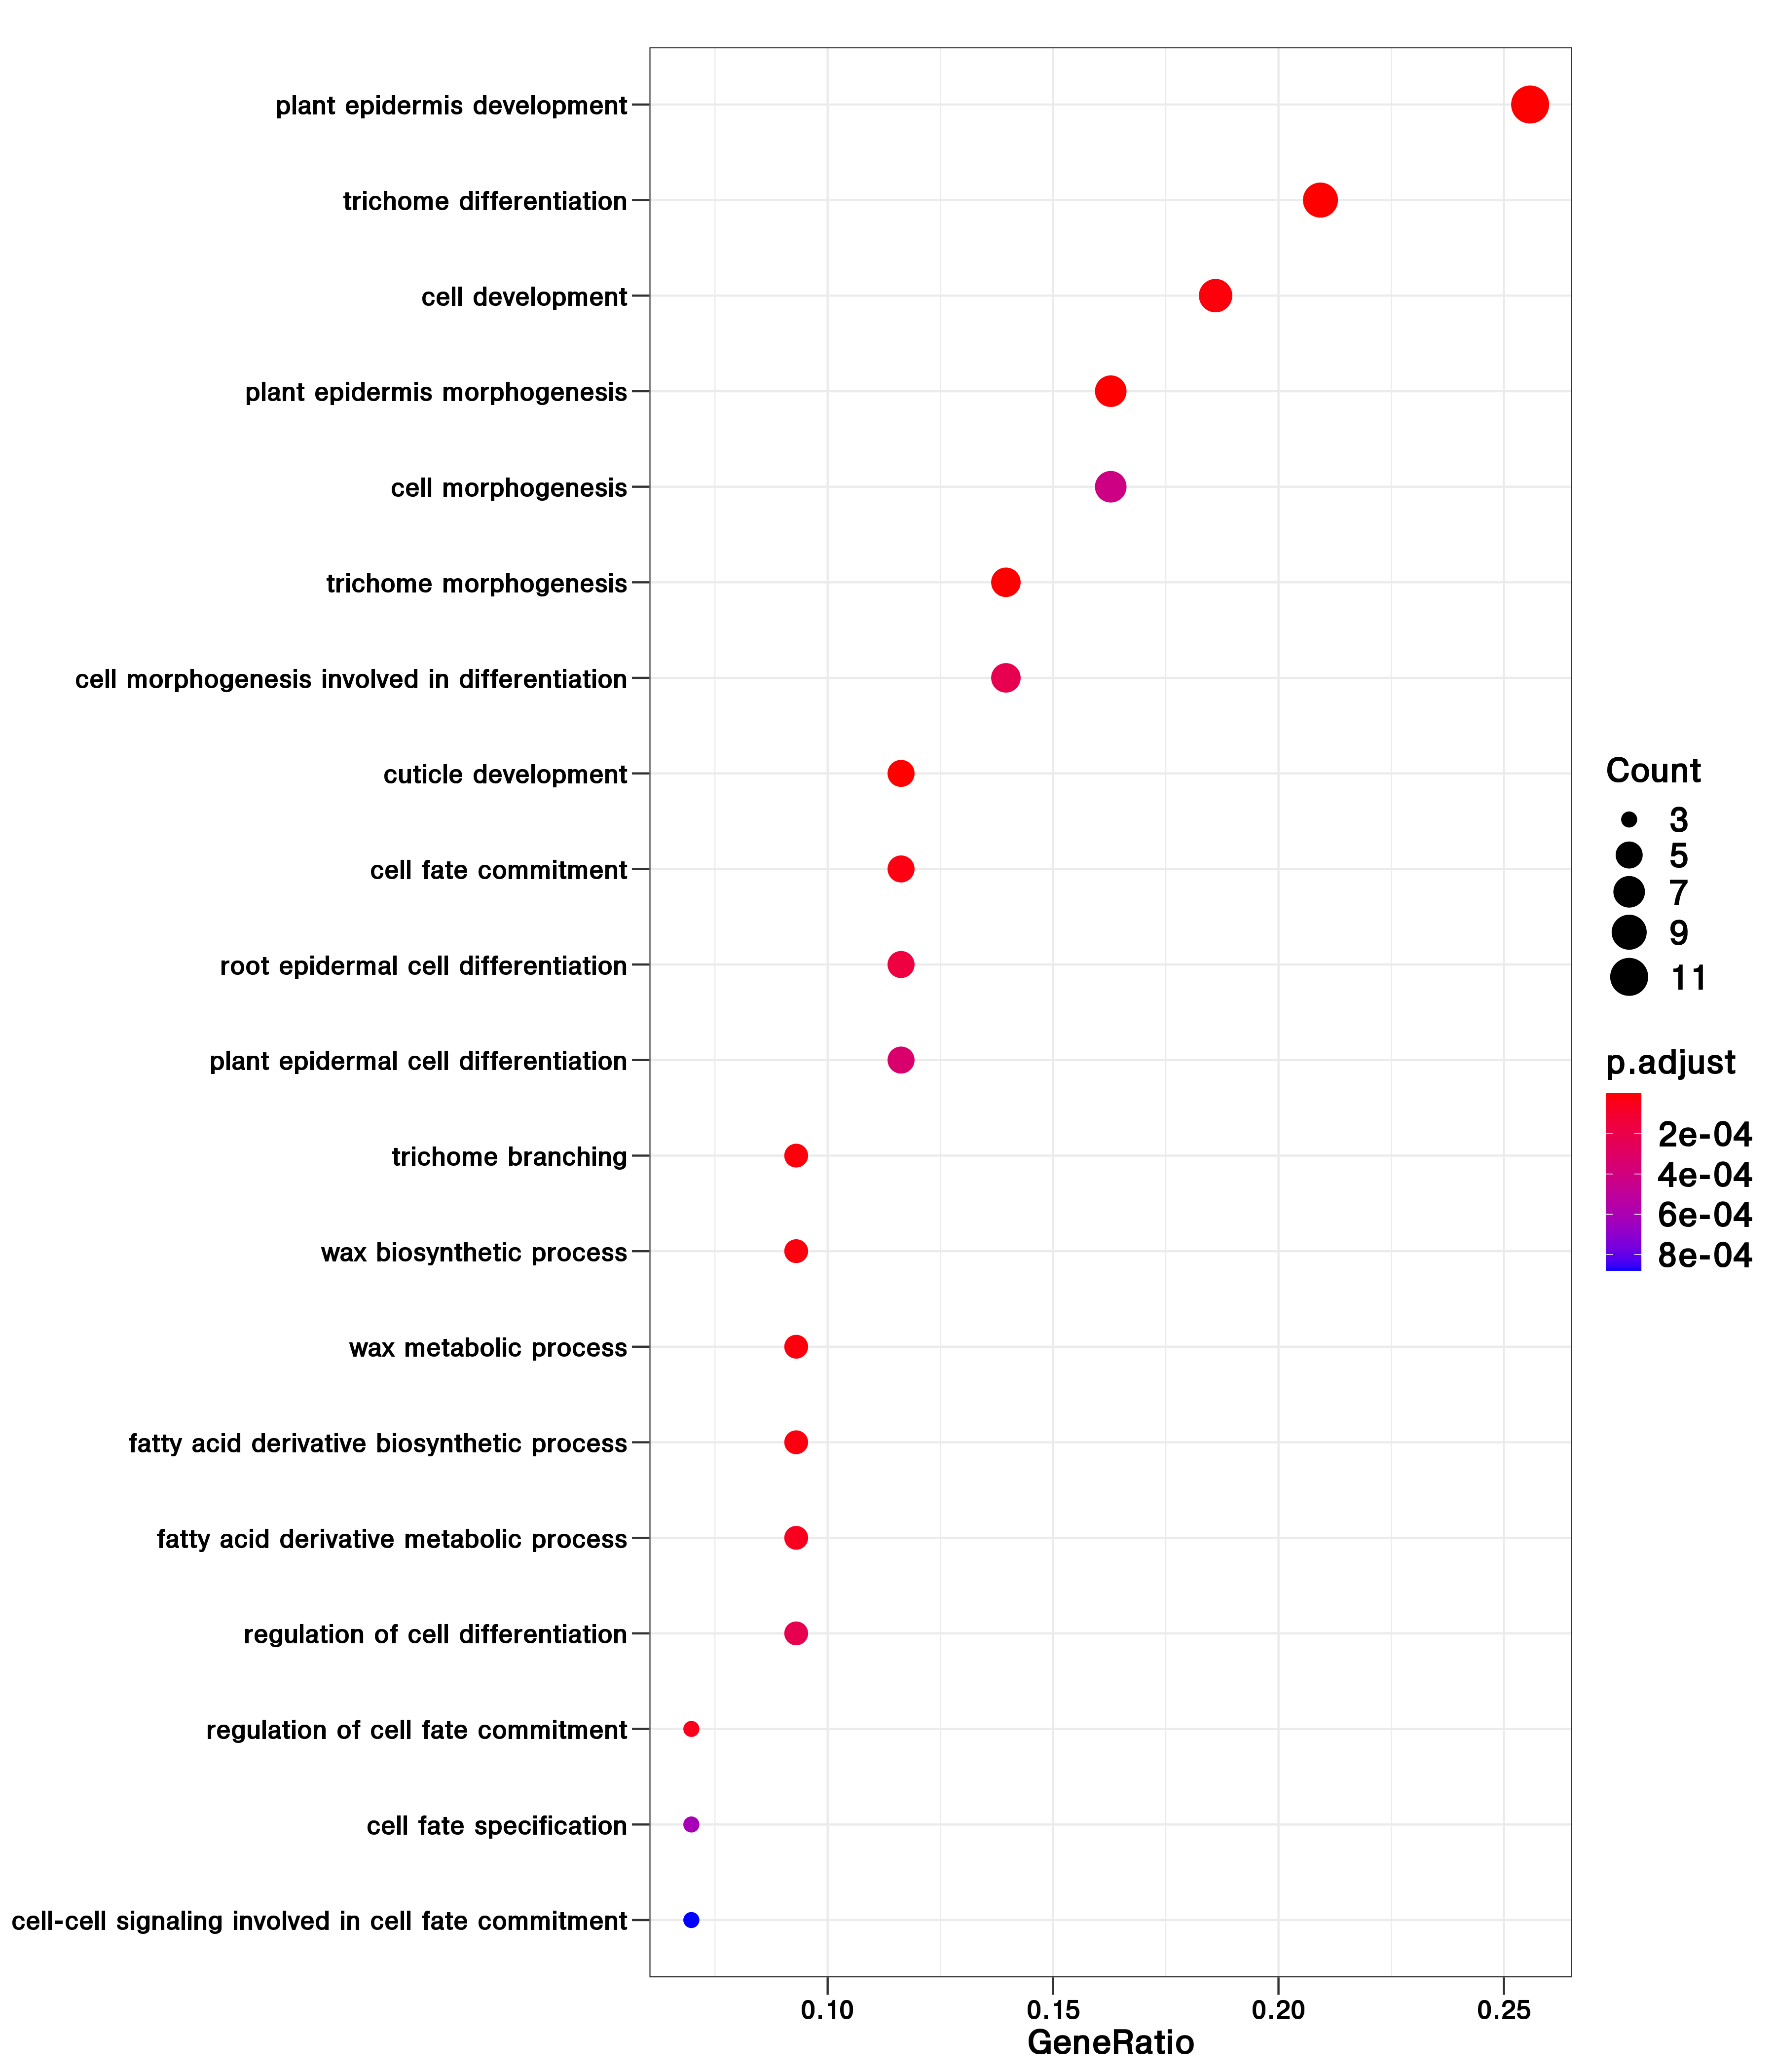 plant epidermis development
trichome differentiation
cell development
plant epidermis morphogenesis
cell morphogenesis
trichome morphogenesis
cell morphogenesis involved in differentiation
cuticle development
cell fate commitment
root epidermal cell differentiation
plant epidermal cell differentiation
trichome branching
wax biosynthetic process
wax metabolic process
fatty acid derivative biosynthetic process
fatty acid derivative metabolic process
regulation of cell differentiation
regulation of cell fate commitment
cell fate specification
cell-cell signaling involved in cell fate commitment
0.10 0.15 0.20 0.25
GeneRatio
Count
3
5
7
9
11
p.adjust
2e-04
4e-04
6e-04
8e-04